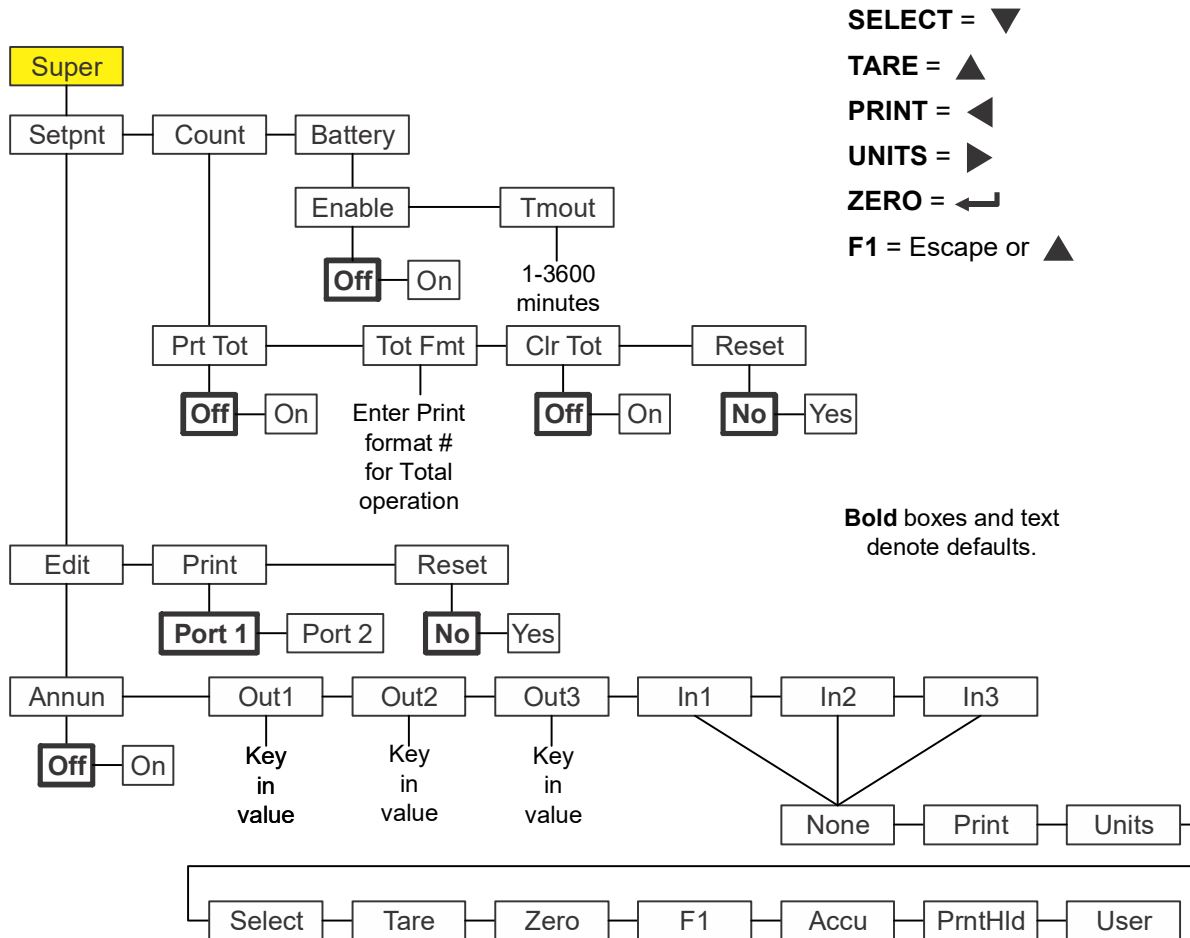 SELECT = ▼
TARE = ▲
PRINT = ◀
UNITS = ▶
ZERO = ↵
F1 = Escape or ▲
Super
Setpnt
Count
Battery
Enable
Tmout
Off
On
1-3600
minutes
Prt Tot
Tot Fmt
Clr Tot
Reset
Off
On
Enter Print
format #
for Total
operation
Off
On
No
Yes
Bold boxes and text
denote defaults.
Edit
Print
Reset
Port 1
Port 2
No
Yes
Annun
Out1
Out2
Out3
In1
In2
In3
Off
On
Key
in
value
Key
in
value
Key
in
value
None
Print
Units
Select
Tare
Zero
F1
Accu
PrntHld
User